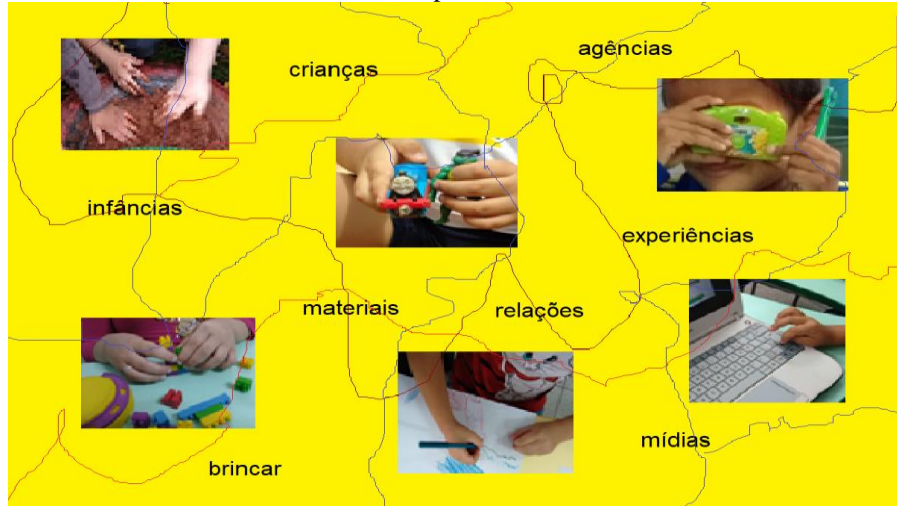 agências
crianças
infâncias
experiências
materiais
relações
mídias
brincar